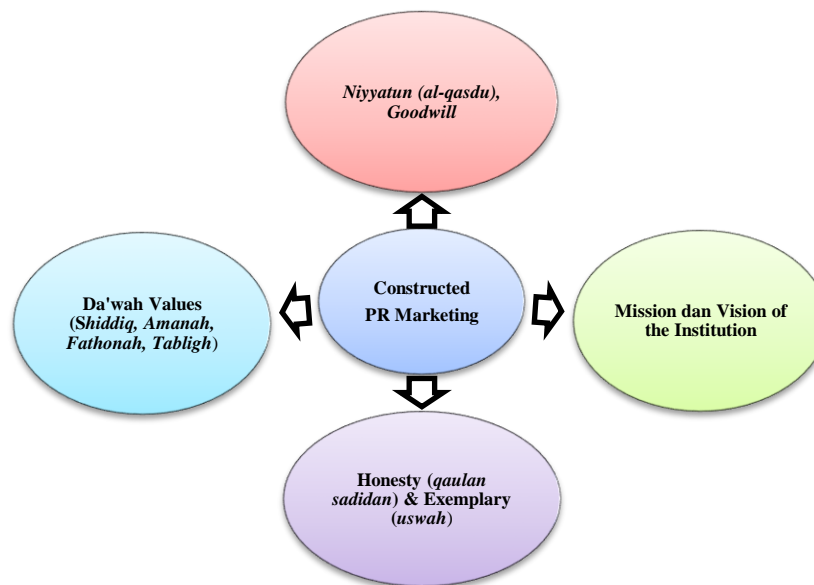 Niyyatun (al-qasdu),
Goodwill
Da'wah Values
(Shiddiq, Amanah,
Fathonah, Tabligh)
Constructed
PR Marketing
Mission dan Vision of
the Institution
Honesty (qaulan
sadidan) & Exemplary
(uswah)